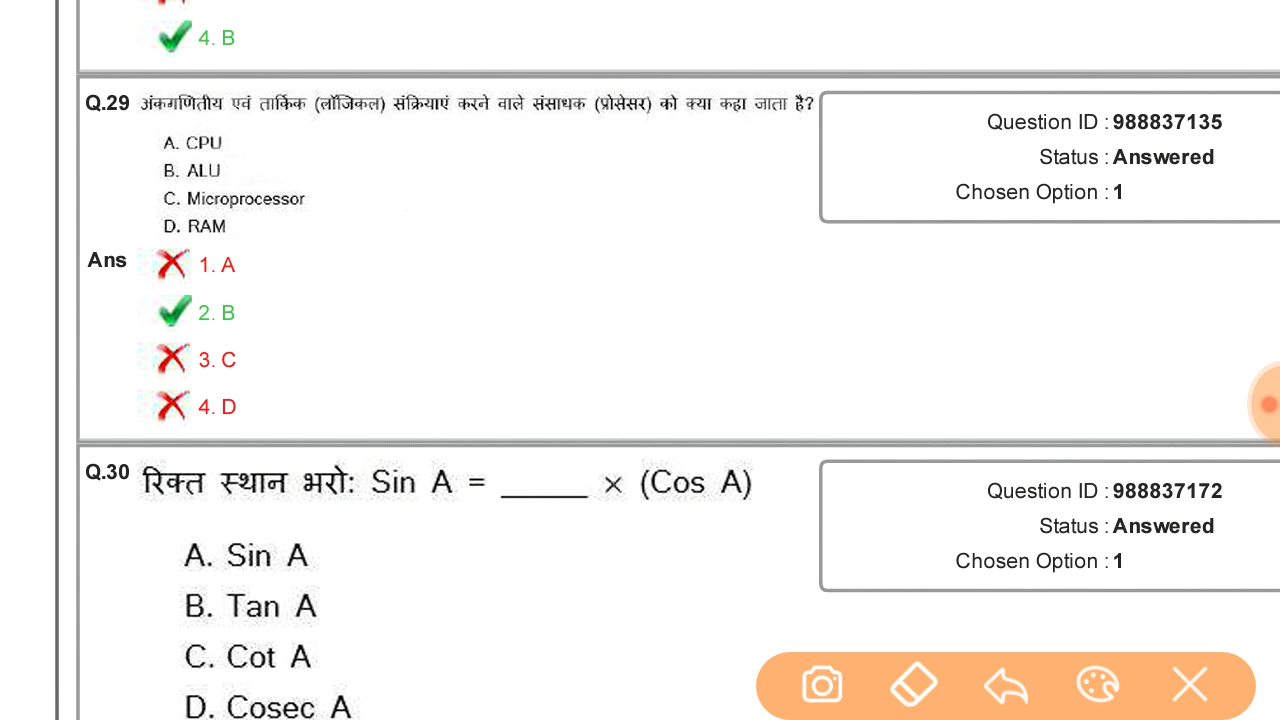 4. B
Q.29 अंकगणितीय एवं तार्किक (लॉजिकल) संक्रियाएं करने वाले संसाधक (प्रोसेसर) को क्या कहा जाता है?
A. CPU
B. ALU
C. Microprocessor
D. RAM
Question ID : 988837135
Status : Answered
Chosen Option : 1
Ans 1. A
2. B
3. C
4. D
Q.30 रिक्त स्थान भरो: Sin A = _____ × (Cos A)
A. Sin A
B. Tan A
C. Cot A
D. Cosec A
Question ID : 988837172
Status : Answered
Chosen Option : 1